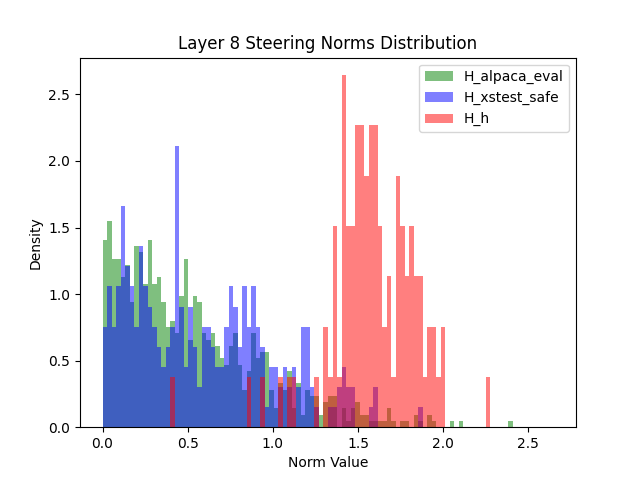 Layer 8 Steering Norms Distribution
H_alpaca_eval
H_xstest_safe
H_h
Density
2.5
2.0
1.5
1.0
0.5
0.0
0.0 0.5 1.0 1.5 2.0 2.5
Norm Value